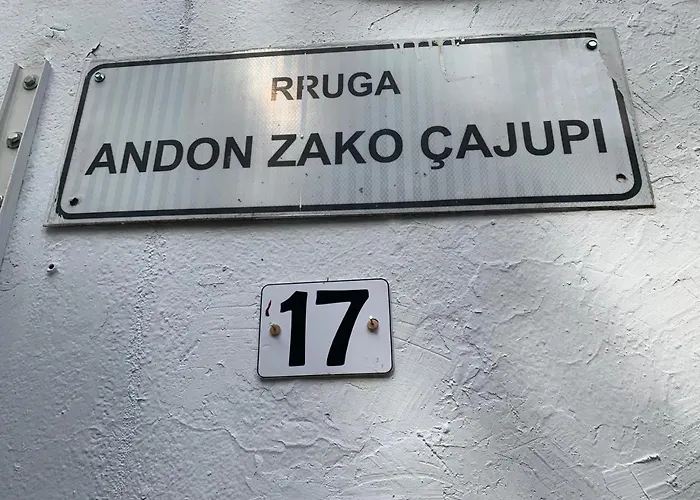 RRUGA
ANDON ZAKO ÇAJUPI
17